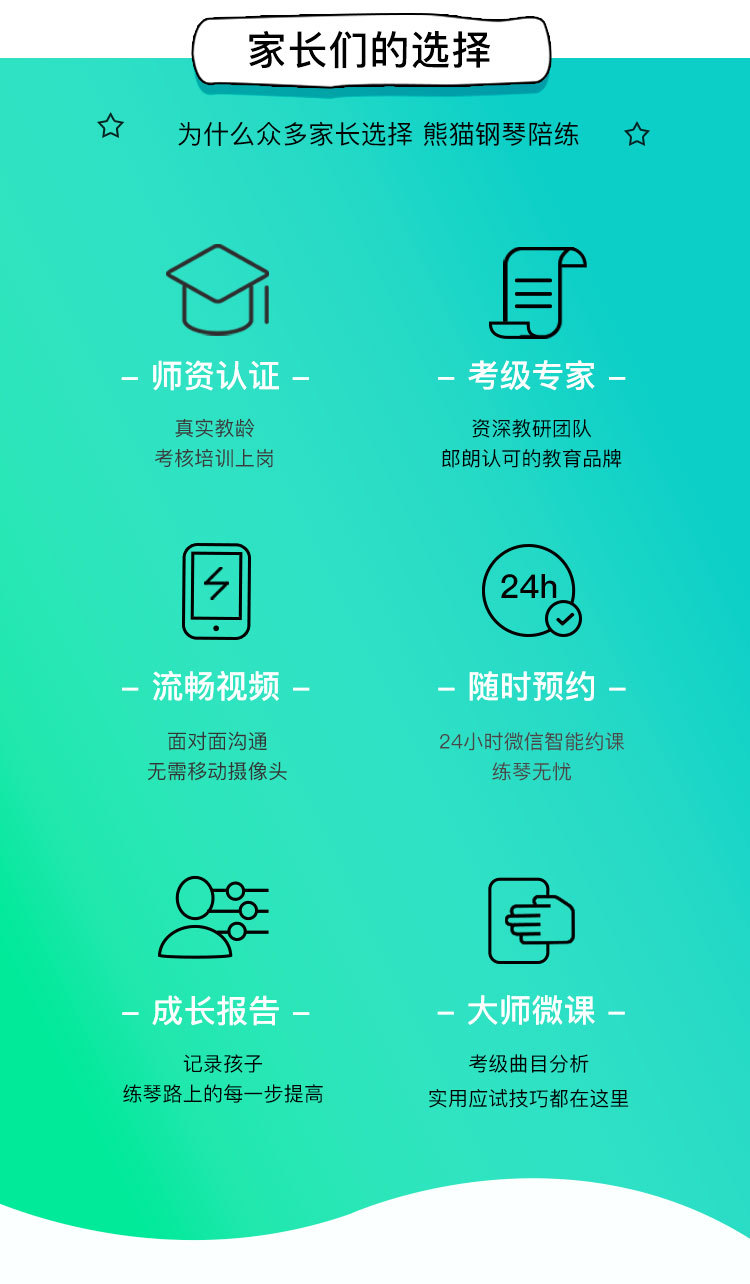 家长们的选择
为什么众多家长选择 熊猫钢琴陪练
– 师资认证 –
真实教龄
考核培训上岗
– 考级专家 –
资深教研团队
郎朗认可的教育品牌
– 流畅视频 –
面对面沟通
无需移动摄像头
24h
– 随时预约 –
24小时微信智能约课
练琴无忧
– 成长报告 –
记录孩子
练琴路上的每一步提高
– 大师微课 –
考级曲目分析
实用应试技巧都在这里